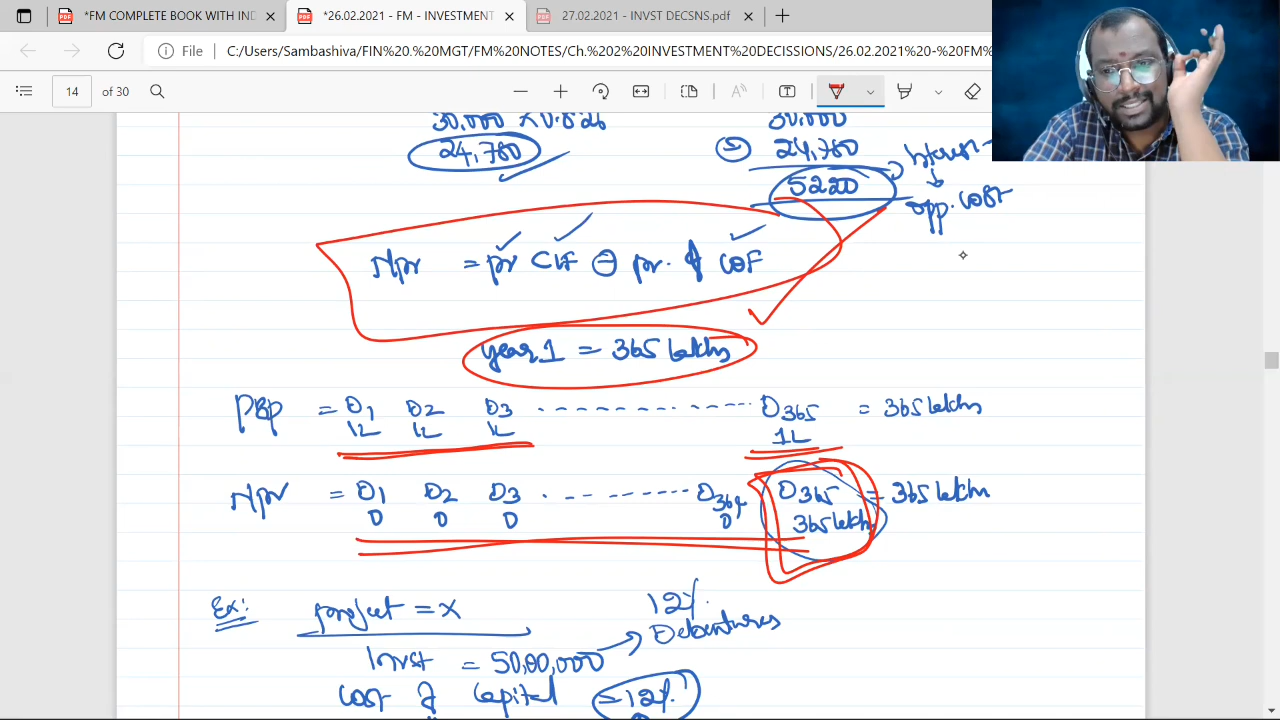 *FM COMPLETE BOOK WITH IND
*26.02.2021 - FM - INVESTMENT
27.02.2021 - INVST DECSNS.pdf
File
C:/Users/Sambashiva/FIN%20.%20MGT/FM%20NOTES/Ch.%202%20INVESTMENT%20DECISSIONS/26.02.2021%20-%20FM%
14 of 30
30,000 X 0.826
24,780
30,000
24,780
5220
Interest
opp. cost
NPV = PV CIF ⊖ PV. of COF
year 1 = 365 lakhs
PBP = D1 D2 D3 D365 = 365 lakhs
1L 1L 1L 1L
NPV = D1 D2 D3 D364 D365 = 365 lakhs
0 0 0 0 365 lakhs
Ex: project = X
12%
Debentures
Invst = 50,00,000
cost of capital = 12%